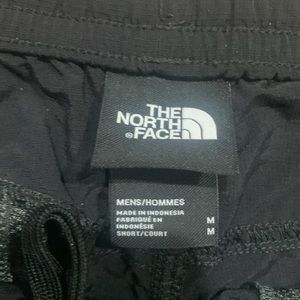 THE
NORTH
®FACE
MENS/HOMMES
MADE IN INDONESIA
FABRIQUÉ EN M
INDONÉSIE
SHORT/COURT M